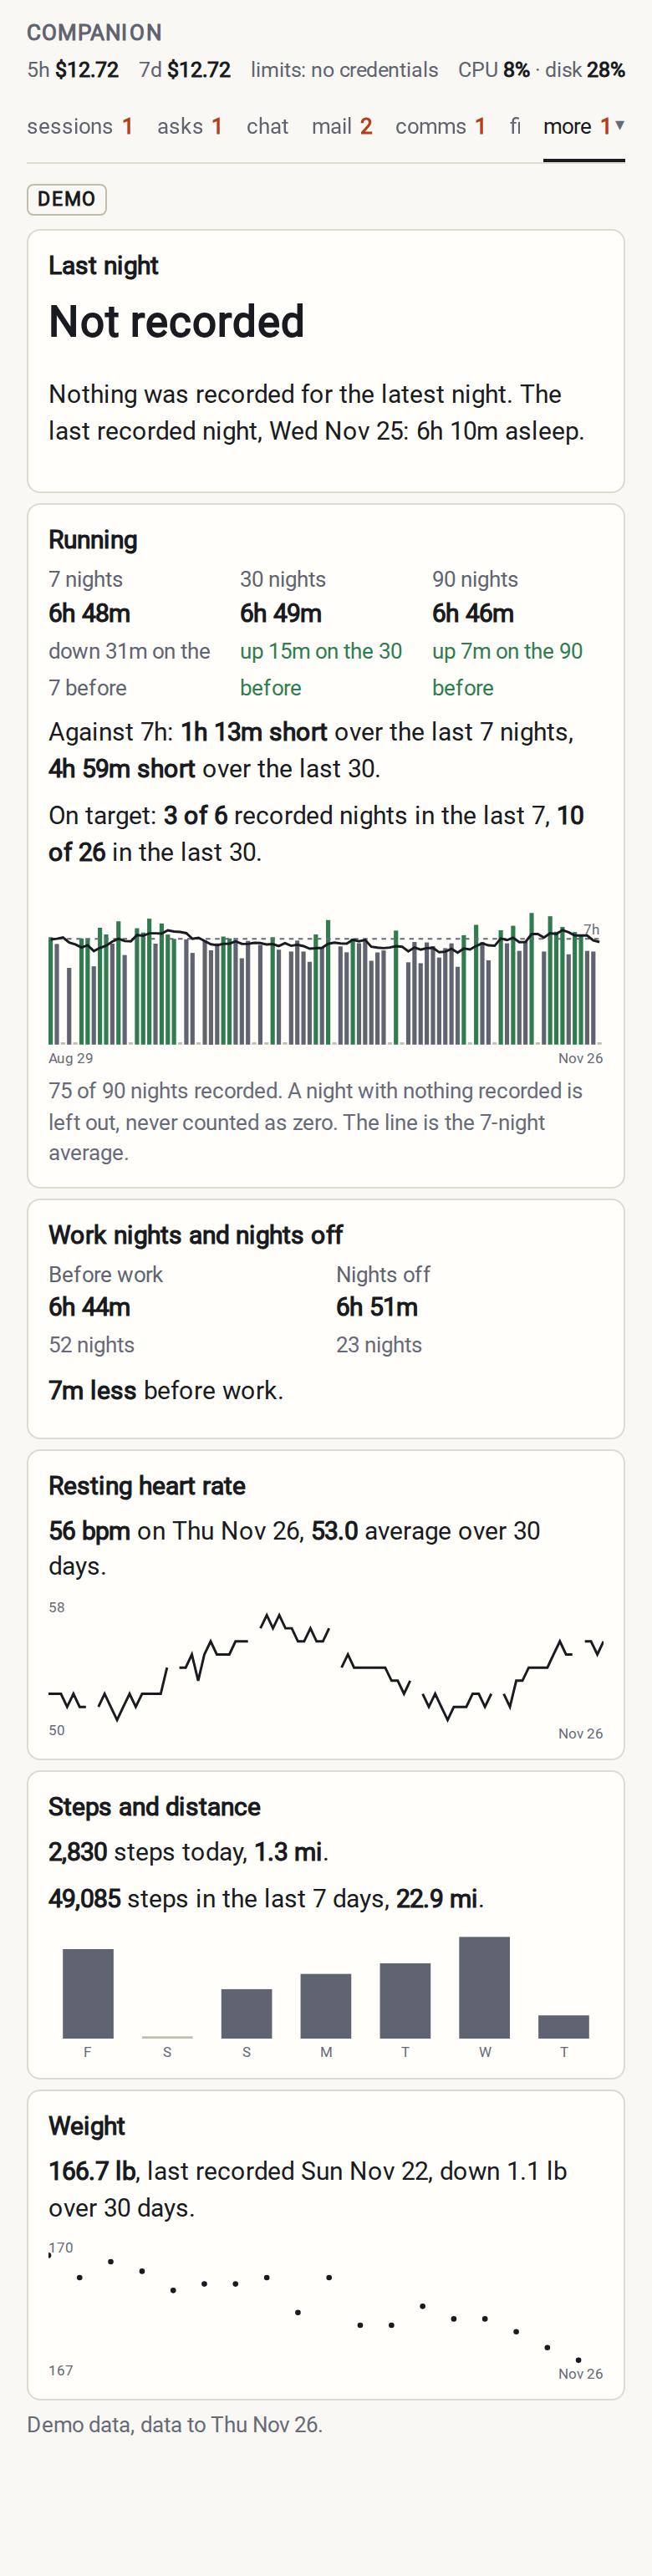 COMPANION
5h $12.72 7d $12.72 limits: no credentials CPU 8% · disk 28%
sessions 1 asks 1 chat mail 2 comms 1 fi more 1 ▾
DEMO
Last night
Not recorded
Nothing was recorded for the latest night. The
last recorded night, Wed Nov 25: 6h 10m asleep.
Running
7 nights 30 nights 90 nights
6h 48m 6h 49m 6h 46m
down 31m on the up 15m on the 30 up 7m on the 90
7 before before before
Against 7h: 1h 13m short over the last 7 nights,
4h 59m short over the last 30.
On target: 3 of 6 recorded nights in the last 7, 10
of 26 in the last 30.
7h
Aug 29 Nov 26
75 of 90 nights recorded. A night with nothing recorded is
left out, never counted as zero. The line is the 7-night
average.
Work nights and nights off
Before work Nights off
6h 44m 6h 51m
52 nights 23 nights
7m less before work.
Resting heart rate
56 bpm on Thu Nov 26, 53.0 average over 30
days.
58
50 Nov 26
Steps and distance
2,830 steps today, 1.3 mi.
49,085 steps in the last 7 days, 22.9 mi.
F S S M T W T
Weight
166.7 lb, last recorded Sun Nov 22, down 1.1 lb
over 30 days.
170
167 Nov 26
Demo data, data to Thu Nov 26.